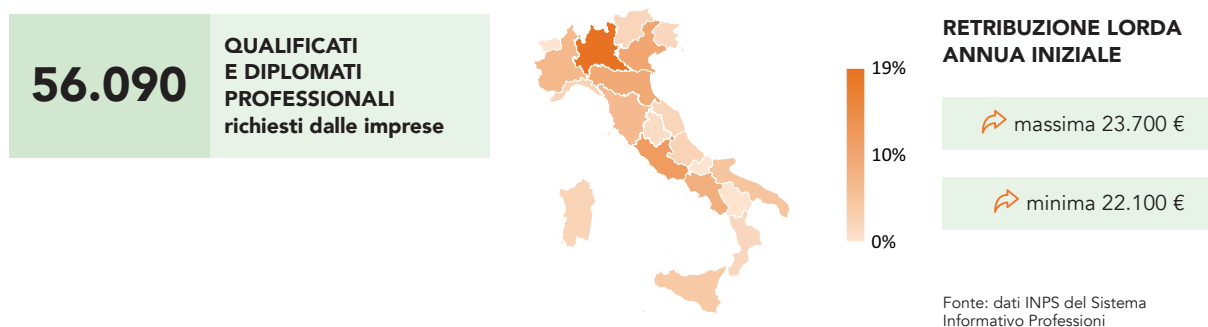 56.090
QUALIFICATI
E DIPLOMATI
PROFESSIONALI
richiesti dalle imprese
19%
10%
0%
RETRIBUZIONE LORDA
ANNUA INIZIALE
massima 23.700 €
minima 22.100 €
Fonte: dati INPS del Sistema
Informativo Professioni